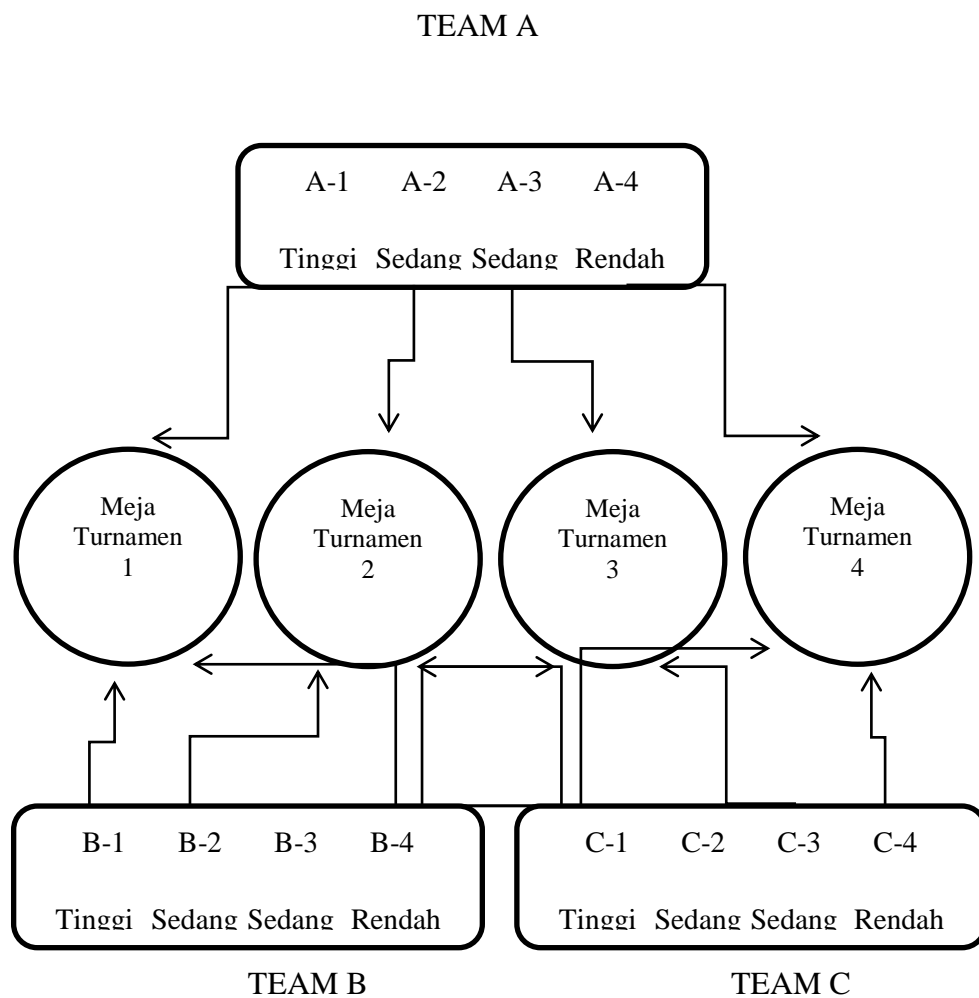 TEAM A
A-1 A-2 A-3 A-4
Tinggi Sedang Sedang Rendah
Meja
Turnamen
1
Meja
Turnamen
2
Meja
Turnamen
3
Meja
Turnamen
4
B-1 B-2 B-3 B-4
Tinggi Sedang Sedang Rendah
TEAM B
C-1 C-2 C-3 C-4
Tinggi Sedang Sedang Rendah
TEAM C